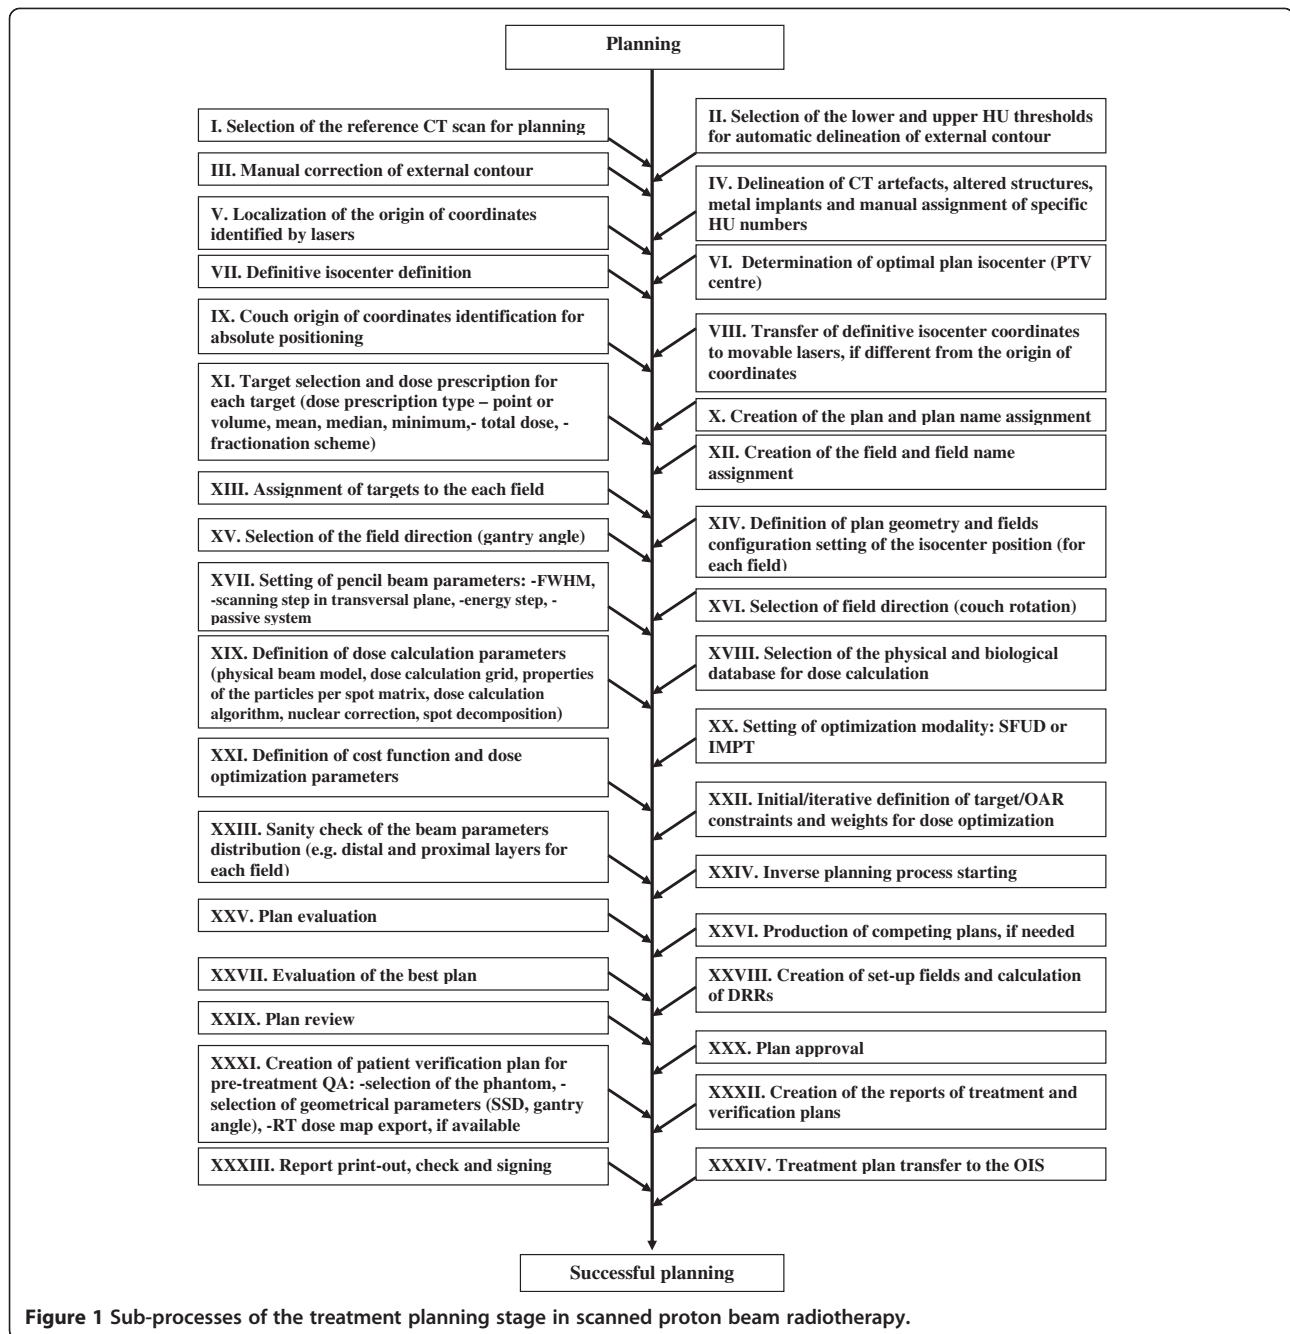 Planning
I. Selection of the reference CT scan for planning
II. Selection of the lower and upper HU thresholds
for automatic delineation of external contour
III. Manual correction of external contour
IV. Delineation of CT artefacts, altered structures,
metal implants and manual assignment of specific
HU numbers
V. Localization of the origin of coordinates
identified by lasers
VI. Determination of optimal plan isocenter (PTV
centre)
VII. Definitive isocenter definition
VIII. Transfer of definitive isocenter coordinates
to movable lasers, if different from the origin of
coordinates
IX. Couch origin of coordinates identification for
absolute positioning
X. Creation of the plan and plan name assignment
XI. Target selection and dose prescription for
each target (dose prescription type – point or
volume, mean, median, minimum,- total dose, -
fractionation scheme)
XII. Creation of the field and field name
assignment
XIII. Assignment of targets to the each field
XIV. Definition of plan geometry and fields
configuration setting of the isocenter position (for
each field)
XV. Selection of the field direction (gantry angle)
XVI. Selection of field direction (couch rotation)
XVII. Setting of pencil beam parameters: -FWHM,
-scanning step in transversal plane, -energy step, -
passive system
XVIII. Selection of the physical and biological
database for dose calculation
XIX. Definition of dose calculation parameters
(physical beam model, dose calculation grid, properties
of the particles per spot matrix, dose calculation
algorithm, nuclear correction, spot decomposition)
XX. Setting of optimization modality: SFUD or
IMPT
XXI. Definition of cost function and dose
optimization parameters
XXII. Initial/iterative definition of target/OAR
constraints and weights for dose optimization
XXIII. Sanity check of the beam parameters
distribution (e.g. distal and proximal layers for
each field)
XXIV. Inverse planning process starting
XXV. Plan evaluation
XXVI. Production of competing plans, if needed
XXVII. Evaluation of the best plan
XXVIII. Creation of set-up fields and calculation
of DRRs
XXIX. Plan review
XXX. Plan approval
XXXI. Creation of patient verification plan for
pre-treatment QA: -selection of the phantom, -
selection of geometrical parameters (SSD, gantry
angle), -RT dose map export, if available
XXXII. Creation of the reports of treatment and
verification plans
XXXIII. Report print-out, check and signing
XXXIV. Treatment plan transfer to the OIS
Successful planning
Figure 1 Sub-processes of the treatment planning stage in scanned proton beam radiotherapy.